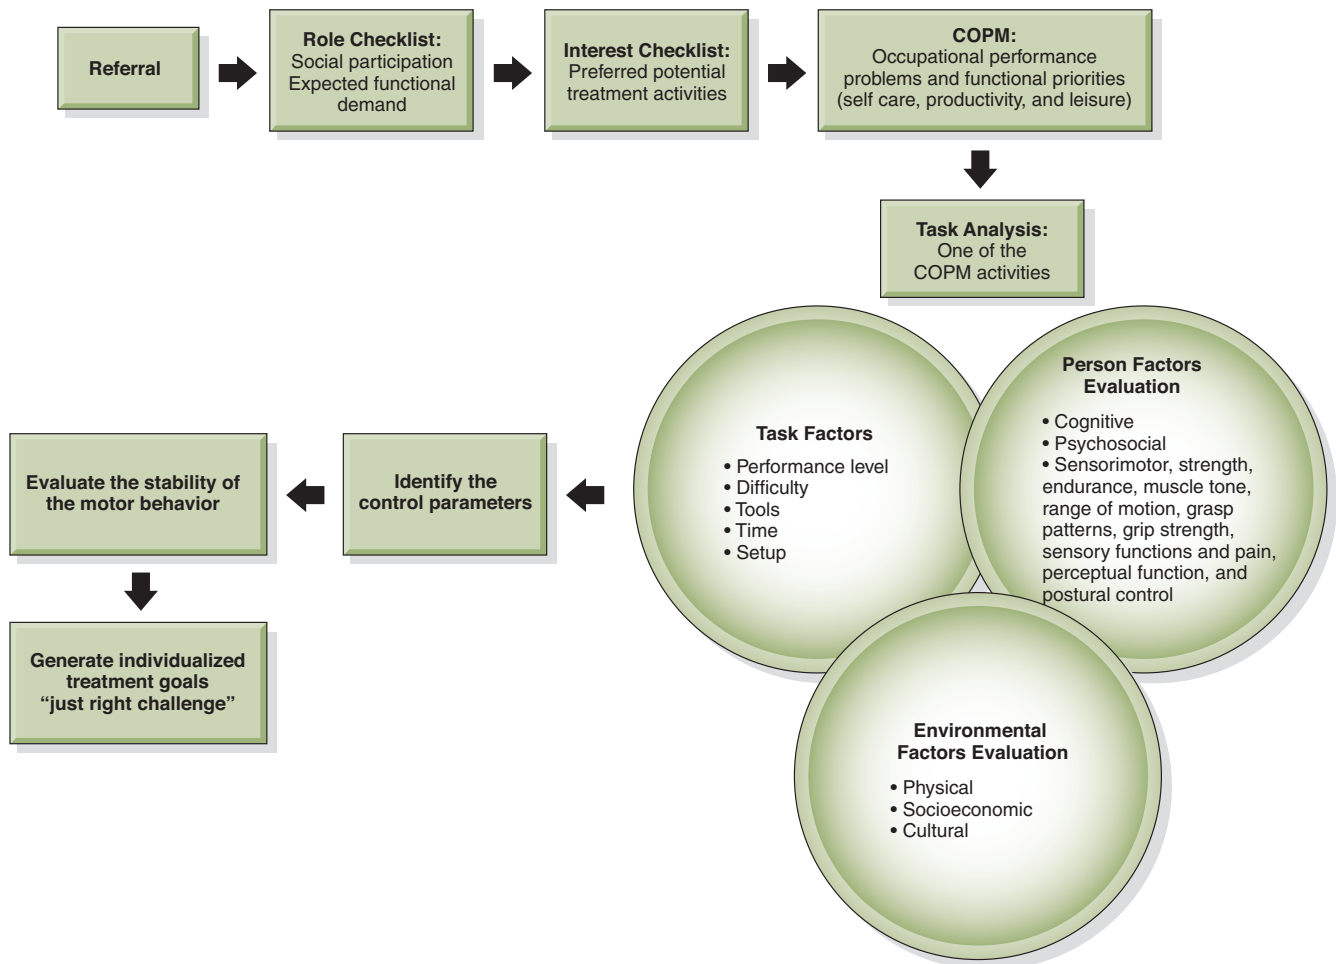 Referral
Role Checklist:
Social participation
Expected functional
demand
Interest Checklist:
Preferred potential
treatment activities
COPM:
Occupational performance
problems and functional priorities
(self care, productivity, and leisure)
Task Analysis:
One of the
COPM activities
Person Factors
Evaluation
• Cognitive
• Psychosocial
• Sensorimotor, strength,
endurance, muscle tone,
range of motion, grasp
patterns, grip strength,
sensory functions and pain,
perceptual function, and
postural control
Task Factors
• Performance level
• Difficulty
• Tools
• Time
• Setup
Environmental
Factors Evaluation
• Physical
• Socioeconomic
• Cultural
Identify the
control parameters
Evaluate the stability of
the motor behavior
Generate individualized
treatment goals
“just right challenge”